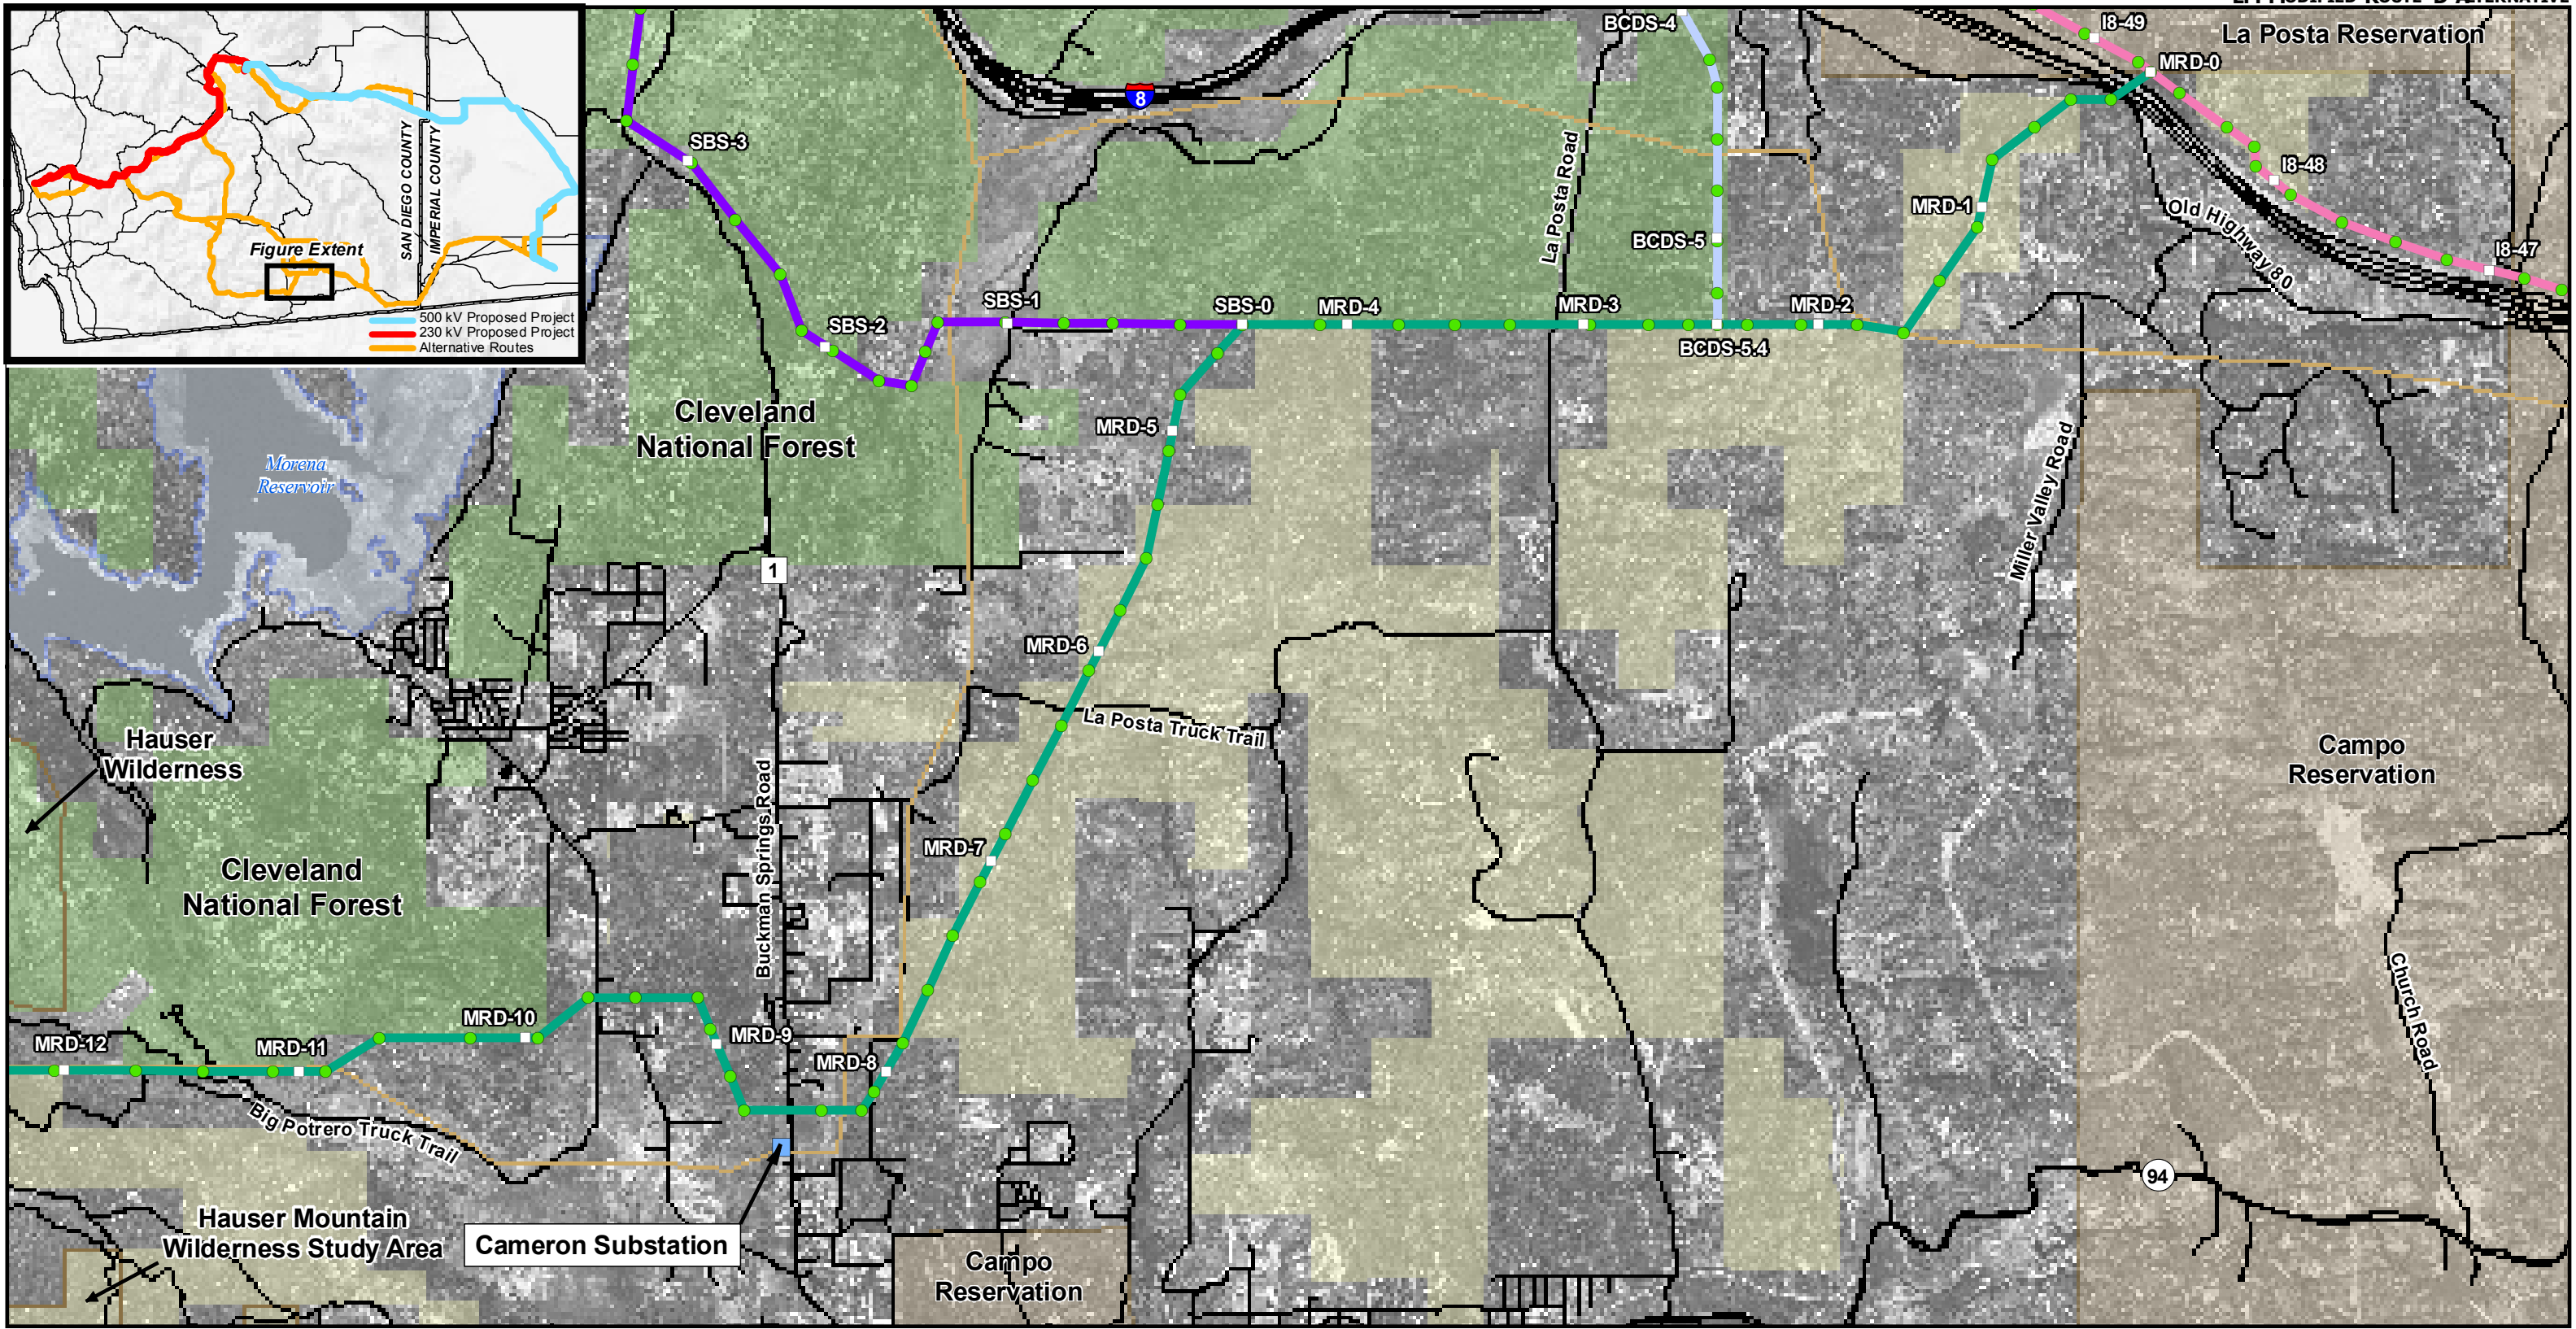 La Posta Reservation
I8-49
MRD-0
BCDS-4
8
SAN DIEGO COUNTY
IMPERIAL COUNTY
Figure Extent
500 kV Proposed Project
230 kV Proposed Project
Alternative Routes
SBS-3
La Posta Road
I8-48
MRD-1
Old Highway 80
BCDS-5
I8-47
SBS-1
SBS-0
MRD-4
MRD-3
MRD-2
SBS-2
BCDS-5.4
Cleveland
National Forest
MRD-5
Morena
Reservoir
Miller Valley Road
1
MRD-6
La Posta Truck Trail
Hauser
Wilderness
Campo
Reservation
Buckman Springs Road
MRD-7
Cleveland
National Forest
Church Road
MRD-10
MRD-9
MRD-12
MRD-11
MRD-8
Big Potrero Truck Trail
94
Hauser Mountain
Wilderness Study Area
Cameron Substation
Campo
Reservation